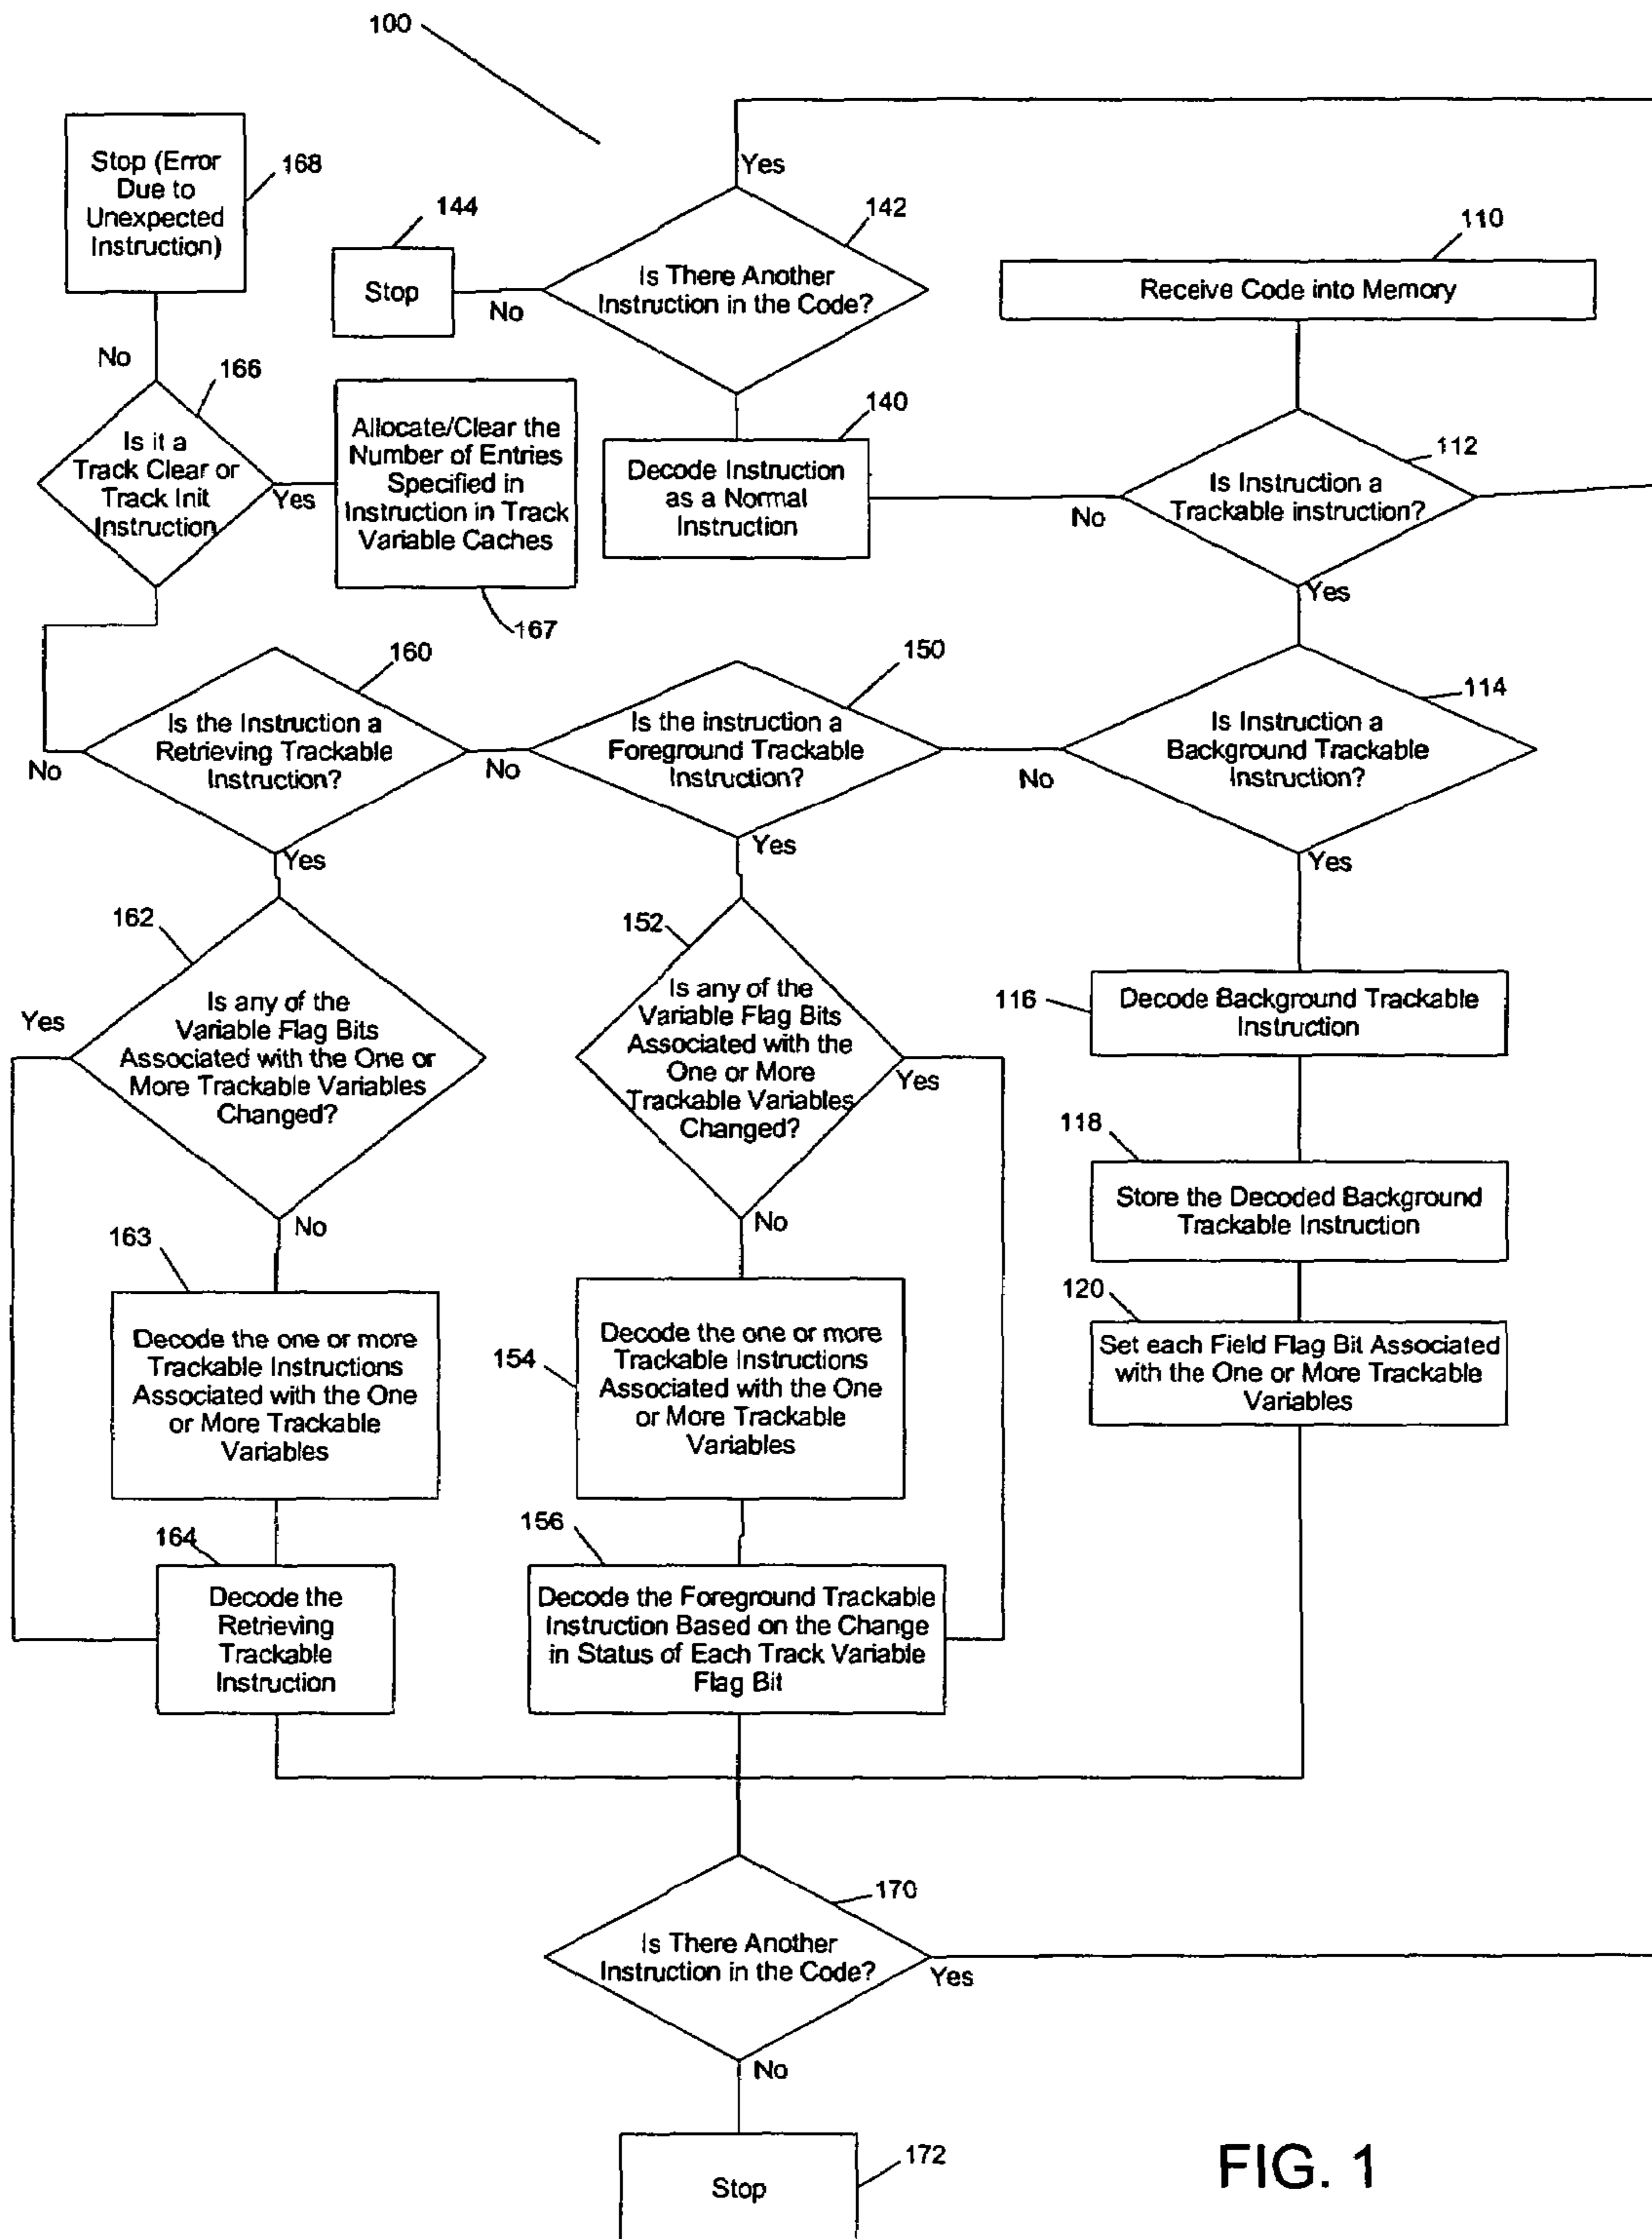 100
Stop (Error
Due to
Unexpected
Instruction)
168
No
166
Is it a
Track Clear or
Track Init
Instruction
Yes
Allocate/Clear the
Number of Entries
Specified in
Instruction in Track
Variable Caches
167
144
Stop
No
Yes
142
Is There Another
Instruction in the Code?
140
Decode Instruction
as a Normal
Instruction
No
110
Receive Code into Memory
112
Is Instruction a
Trackable instruction?
Yes
160
Is the Instruction a
Retrieving Trackable
Instruction?
No
Yes
No
150
Is the instruction a
Foreground Trackable
Instruction?
Yes
No
114
Is Instruction a
Background Trackable
Instruction?
Yes
162
Yes
Is any of the
Variable Flag Bits
Associated with the One or
More Trackable Variables
Changed?
No
152
Is any of the
Variable Flag Bits
Associated with the
One or More
Trackable Variables
Changed?
Yes
No
116
Decode Background Trackable
Instruction
118
Store the Decoded Background
Trackable Instruction
120
Set each Field Flag Bit Associated
with the One or More Trackable
Variables
163
Decode the one or more
Trackable Instructions
Associated with the One
or More Trackable
Variables
154
Decode the one or more
Trackable Instructions
Associated with the One
or More Trackable
Variables
164
Decode the
Retrieving
Trackable
Instruction
156
Decode the Foreground Trackable
Instruction Based on the Change
in Status of Each Track Variable
Flag Bit
170
Is There Another
Instruction in the Code?
Yes
No
172
Stop
FIG. 1